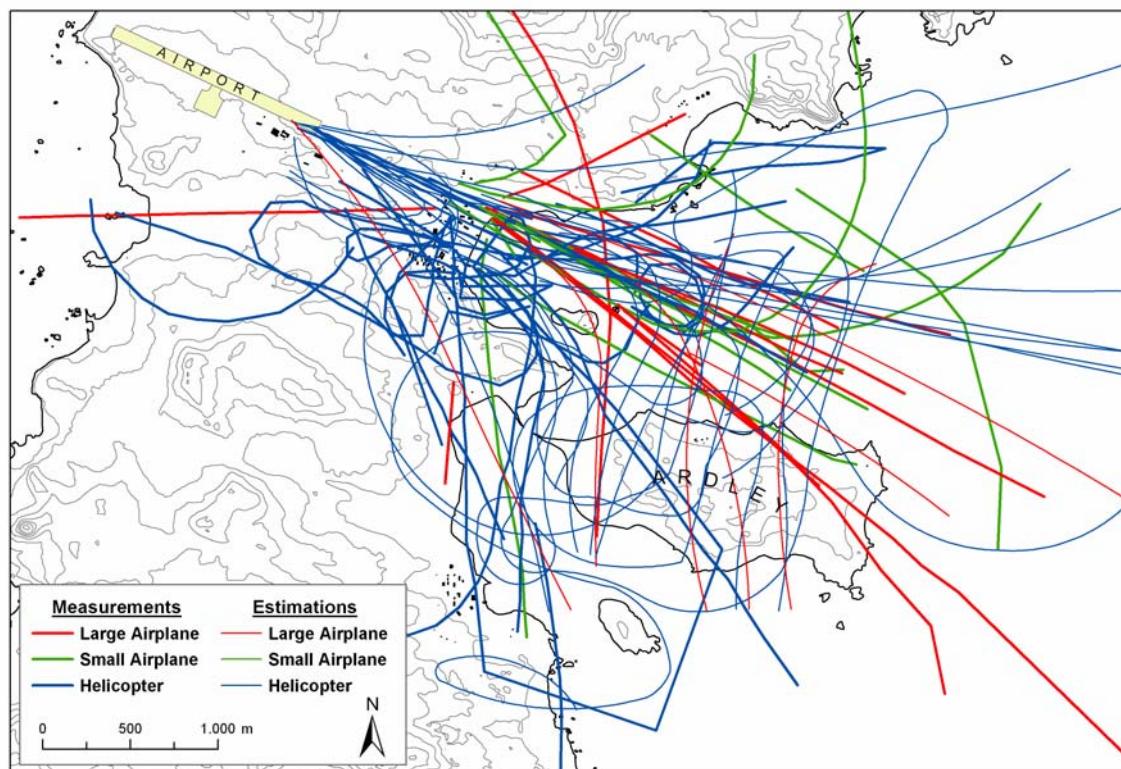 AIRPORT
ARDLEY
Measurements Estimations
Large Airplane Large Airplane
Small Airplane Small Airplane
Helicopter Helicopter
N
0 500 1.000 m